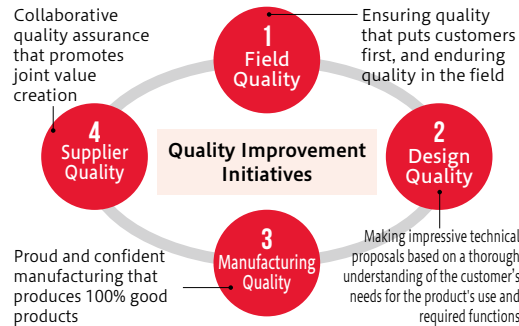 Collaborative
quality assurance
that promotes
joint value
creation
1
Field
Quality
Ensuring quality
that puts customers
first, and enduring
quality in the field
4
Supplier
Quality
Quality Improvement
Initiatives
2
Design
Quality
3
Manufacturing
Quality
Proud and confident
manufacturing that
produces 100% good
products
Making impressive technical
proposals based on a thorough
understanding of the customer's
needs for the product's use and
required functions